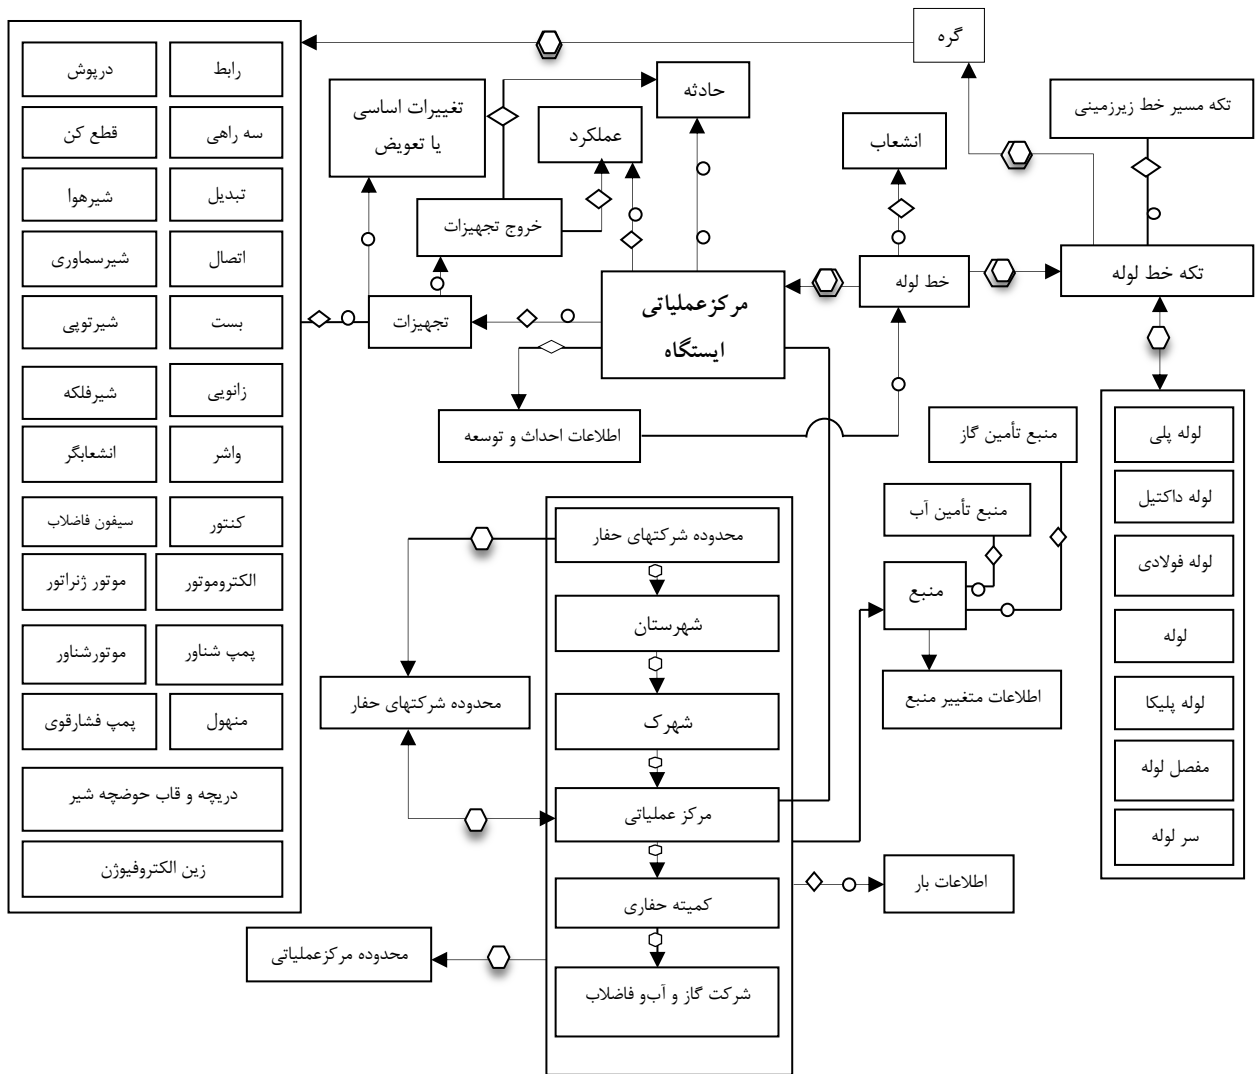 گره
رابط
درپوش
سه راهی
قطع کن
تبدیل
شیرهوا
اتصال
شیرسماوری
بست
شیرتوپی
زانویی
شیرفلکه
واشر
انشعابگر
کنتور
سیفون فاضلاب
الکتروموتور
موتور ژنراتور
پمپ شناور
موتورشناور
منهول
پمپ فشارقوی
دریچه و قاب حوضچه شیر
زین الکتروفیوژن
تغییرات اساسی
یا تعویض
حادثه
عملکرد
خروج تجهیزات
تجهیزات
مرکزعملیاتی
ایستگاه
اطلاعات احداث و توسعه
انشعاب
خط لوله
تکه مسیر خط زیرزمینی
تکه خط لوله
لوله پلی
لوله داکتیل
لوله فولادی
لوله
لوله پلیکا
مفصل لوله
سر لوله
منبع تأمین گاز
منبع تأمین آب
منبع
اطلاعات متغییر منبع
محدوده شرکتهای حفار
شهرستان
شهرک
مرکز عملیاتی
کمیته حفاری
شرکت گاز و آب‌و فاضلاب
محدوده شرکتهای حفار
محدوده مرکزعملیاتی
اطلاعات بار